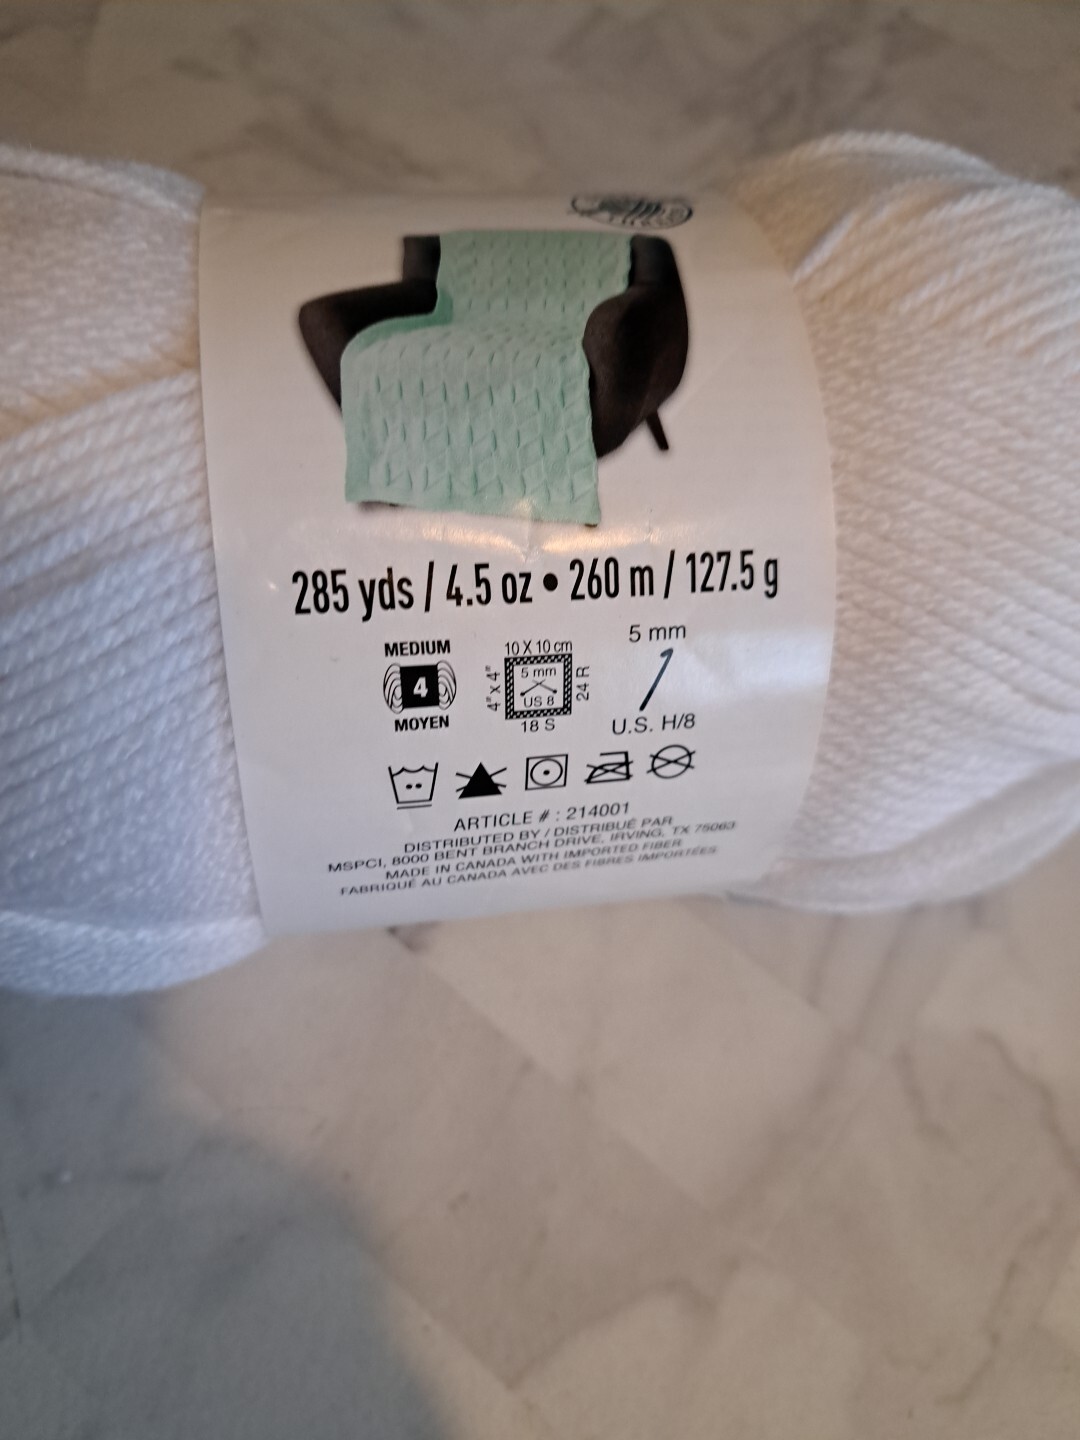 285 yds / 4.5 oz • 260 m / 127.5 g
MEDIUM
4
MOYEN
10 X 10 cm
4" x 4"
5 mm
US 8
24 R
18 S
5 mm
U.S. H/8
ARTICLE # : 214001
DISTRIBUTED BY / DISTRIBUÉ PAR
MSPCI, 8000 BENT BRANCH DRIVE, IRVING, TX 75063
MADE IN CANADA WITH IMPORTED FIBER
FABRIQUÉ AU CANADA AVEC DES FIBRES IMPORTÉES